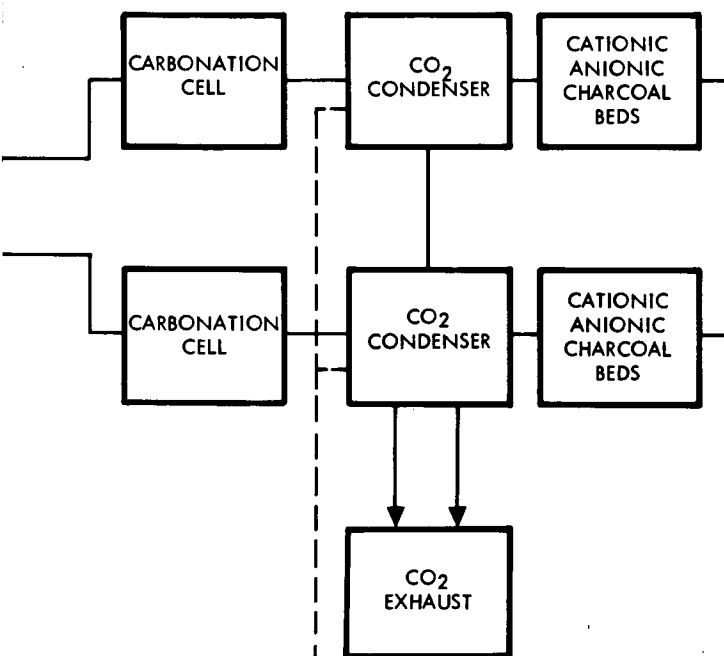 CARBONATION
CELL
CO2
CONDENSER
CATIONIC
ANIONIC
CHARCOAL
BEDS
CARBONATION
CELL
CO2
CONDENSER
CATIONIC
ANIONIC
CHARCOAL
BEDS
CO2
EXHAUST